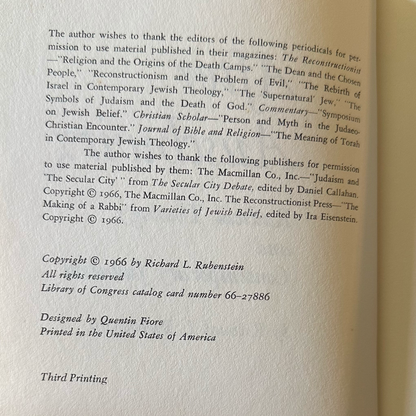 The author wishes to thank the editors of the following periodicals for per-
mission to use material published in their magazines: The Reconstructionist
—"Religion and the Origins of the Death Camps," "The Dean and the Chosen
People," "Reconstructionism and the Problem of Evil," "The Rebirth of
Israel in Contemporary Jewish Theology," "The 'Supernatural' Jew," "The
Symbols of Judaism and the Death of God." Commentary—"Symposium
on Jewish Belief." Christian Scholar—"Person and Myth in the Judaeo-
Christian Encounter." Journal of Bible and Religion—"The Meaning of Torah
in Contemporary Jewish Theology."
The author wishes to thank the following publishers for permission
to use material published by them: The Macmillan Co., Inc.—"Judaism and
'The Secular City' " from The Secular City Debate, edited by Daniel Callahan.
Copyright © 1966, The Macmillan Co. The Reconstructionist Press—"The
Making of a Rabbi" from Varieties of Jewish Belief, edited by Ira Eisenstein.
Copyright © 1966.
Copyright © 1966 by Richard L. Rubenstein
All rights reserved
Library of Congress catalog card number 66-27886
Designed by Quentin Fiore
Printed in the United States of America
Third Printing